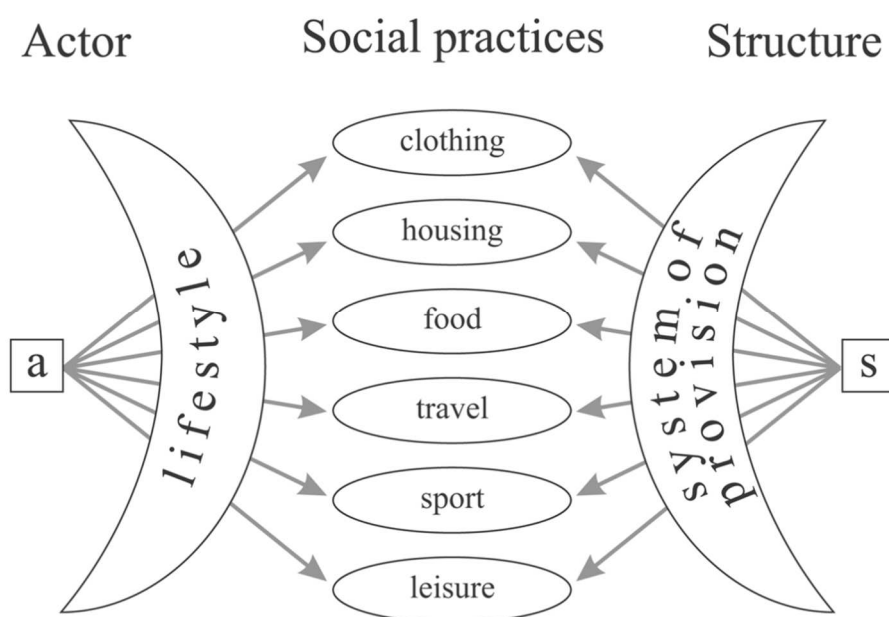 Actor Social practices Structure
clothing
housing
food
travel
sport
leisure
a
lifestyle
system of
provision
s